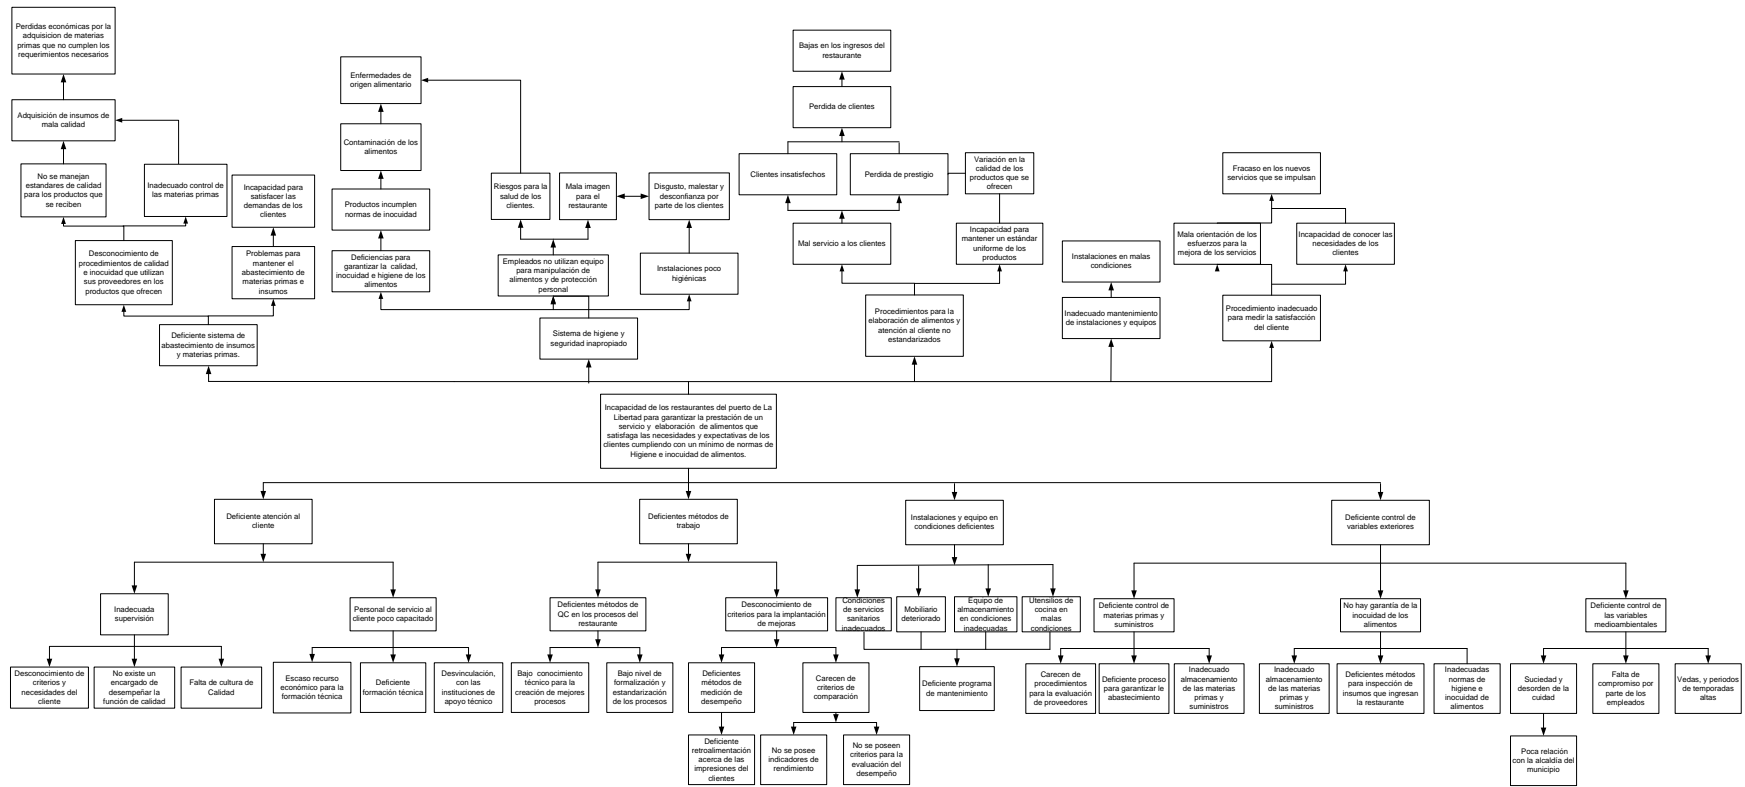 Perdidas económicas por la
adquisicion de materias
primas que no cumplen los
requerimientos necesarios
Adquisición de insumos de
mala calidad
No se manejan
estandares de calidad
para los productos que
se reciben
Inadecuado control de
las materias primas
Incapacidad para
satisfacer las
demandas de los
clientes
Desconocimiento de
procedimientos de calidad
e inocuidad que utilizan
sus proveedores en los
productos que ofrecen
Problemas para
mantener el
abastecimiento de
materias primas e
insumos
Deficiente sistema de
abastecimiento de insumos
y materias primas.
Enfermedades de
origen alimentario
Contaminación de los
alimentos
Productos incumplen
normas de inocuidad
Deficiencias para
garantizar la calidad,
inocuidad e higiene de los
alimentos
Riesgos para la
salud de los
clientes.
Mala imagen
para el
restaurante
Disgusto, malestar y
desconfianza por
parte de los clientes
Empleados no utilizan equipo
para manipulación de
alimentos y de protección
personal
Instalaciones poco
higiénicas
Sistema de higiene y
seguridad inapropiado
Bajas en los ingresos del
restaurante
Perdida de clientes
Clientes insatisfechos
Perdida de prestigio
Variación en la
calidad de los
productos que se
ofrecen
Mal servicio a los clientes
Incapacidad para
mantener un estándar
uniforme de los
productos
Procedimientos para la
elaboración de alimentos y
atención al cliente no
estandarizados
Instalaciones en malas
condiciones
Inadecuado mantenimiento
de instalaciones y equipos
Fracaso en los nuevos
servicios que se impulsan
Mala orientación de los
esfuerzos para la
mejora de los servicios
Incapacidad de conocer las
necesidades de los
clientes
Procedimiento inadecuado
para medir la satisfacción
del cliente
Incapacidad de los restaurantes del puerto de La
Libertad para garantizar la prestación de un
servicio y elaboración de alimentos que
satisfaga las necesidades y expectativas de los
clientes cumpliendo con un mínimo de normas de
Higiene e inocuidad de alimentos.
Deficiente atención al
cliente
Deficientes métodos de
trabajo
Instalaciones y equipo en
condiciones deficientes
Deficiente control de
variables exteriores
Inadecuada
supervisión
Personal de servicio al
cliente poco capacitado
Deficientes métodos de
QC en los procesos del
restaurante
Desconocimiento de
criterios para la implantación
de mejoras
Condiciones
de servicios
sanitarios
inadecuados
Mobiliario
deteriorado
Equipo de
almacenamiento
en condiciones
inadecuadas
Utensilios de
cocina en
malas
condiciones
Deficiente control de
materias primas y
suministros
No hay garantía de la
inocuidad de los
alimentos
Deficiente control de
las variables
medioambientales
Desconocimiento de
criterios y
necesidades del
cliente
No existe un
encargado de
desempeñar la
función de calidad
Falta de cultura de
Calidad
Escaso recurso
económico para la
formación técnica
Deficiente
formación técnica
Desvinculación,
con las
instituciones de
apoyo técnico
Bajo conocimiento
técnico para la
creación de mejores
procesos
Bajo nivel de
formalización y
estandarización
de los procesos
Deficientes
métodos de
medición de
desempeño
Carecen de
criterios de
comparación
Deficiente programa
de mantenimiento
Carecen de
procedimientos
para la evaluación
de proveedores
Deficiente proceso
para garantizar le
abastecimiento
Inadecuado
almacenamiento
de las materias
primas y
suministros
Inadecuado
almacenamiento
de las materias
primas y
suministros
Deficientes métodos
para inspección de
insumos que ingresan
la restaurante
Inadecuadas
normas de
higiene e
inocuidad de
alimentos
Suciedad y
desorden de la
cuidad
Falta de
compromiso por
parte de los
empleados
Vedas, y periodos
de temporadas
altas
Deficiente
retroalimentación
acerca de las
impresiones del
clientes
No se posee
indicadores de
rendimiento
No se poseen
criterios para la
evaluación del
desempeño
Poca relación
con la alcaldía del
municipio